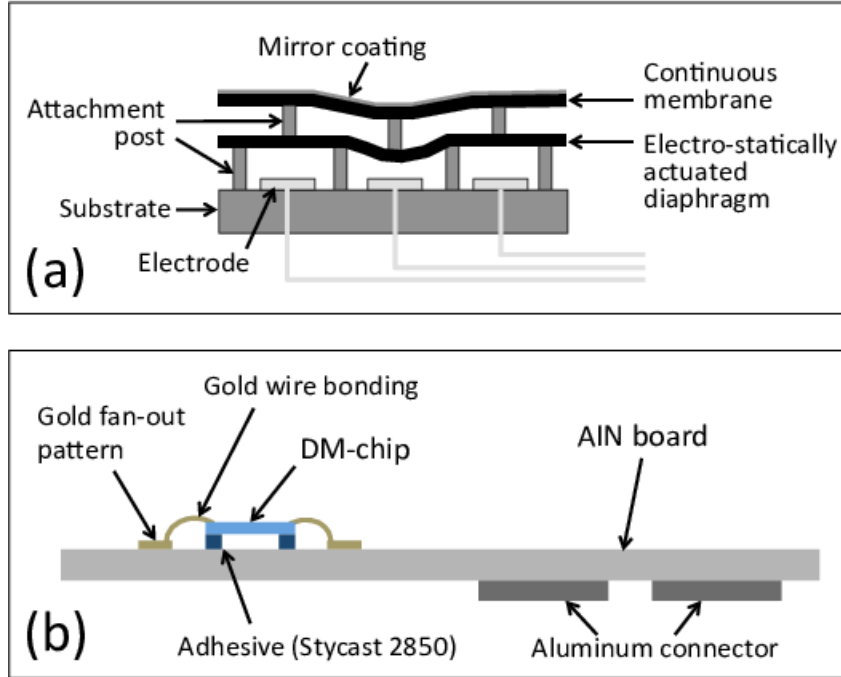 Mirror coating
Attachment
post
Continuous
membrane
Electro-statically
actuated
diaphragm
Substrate
Electrode
(a)
Gold wire bonding
Gold fan-out
pattern
DM-chip
AlN board
Adhesive (Stycast 2850)
Aluminum connector
(b)